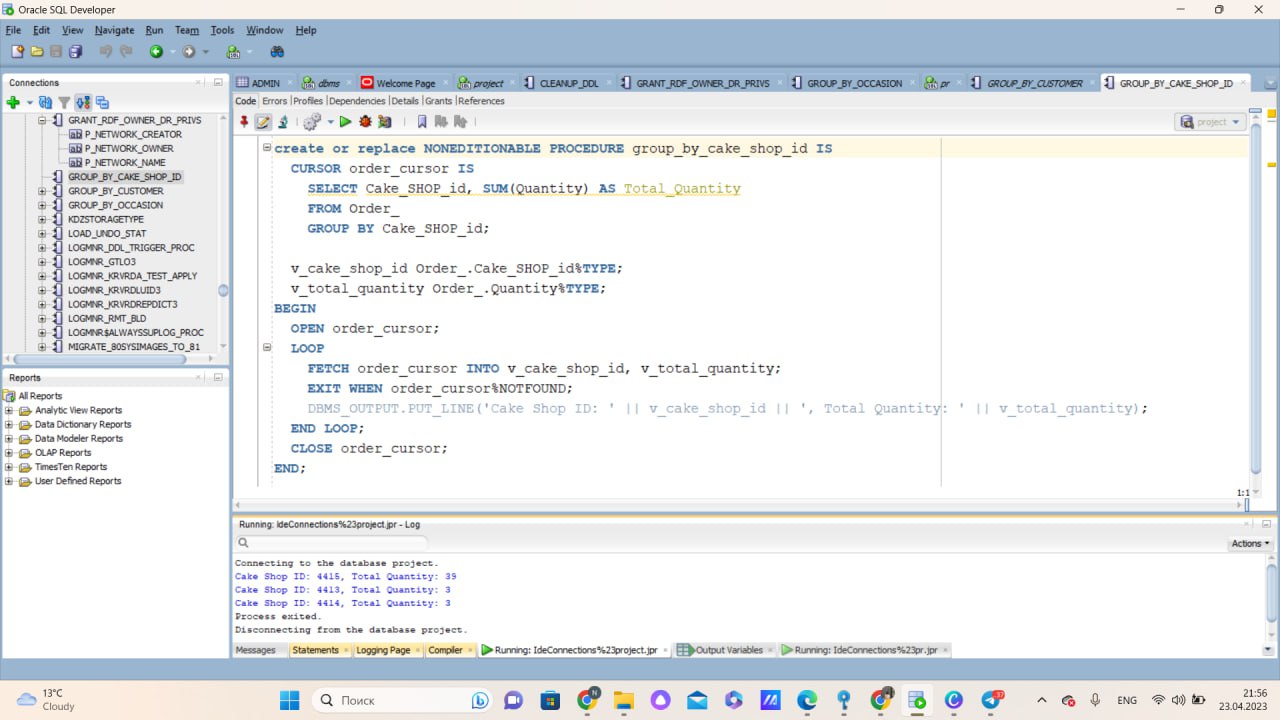 Oracle SQL Developer
File Edit View Navigate Run Team Tools Window Help
Connections
GRANT_RDF_OWNER_DR_PRIVS
P_NETWORK_CREATOR
P_NETWORK_OWNER
P_NETWORK_NAME
GROUP_BY_CAKE_SHOP_ID
GROUP_BY_CUSTOMER
GROUP_BY_OCCASION
KDZSTORAGETYPE
LOAD_UNDO_STAT
LOGMNR_DDL_TRIGGER_PROC
LOGMNR_GTLO3
LOGMNR_KRVRDA_TEST_APPLY
LOGMNR_KRVRDLUID3
LOGMNR_KRVRDREPDICT3
LOGMNR_RMT_BLD
LOGMNR$ALWAYSSUPLOG_PROC
MIGRATE_80SYSIMAGES_TO_81
Reports
All Reports
Analytic View Reports
Data Dictionary Reports
Data Modeler Reports
OLAP Reports
TimesTen Reports
User Defined Reports
ADMIN dbms Welcome Page project CLEANUP_DDL GRANT_RDF_OWNER_DR_PRIVS GROUP_BY_OCCASION pr GROUP_BY_CUSTOMER GROUP_BY_CAKE_SHOP_ID
Code Errors Profiles Dependencies Details Grants References
project
create or replace NONEDITIONABLE PROCEDURE group_by_cake_shop_id IS
CURSOR order_cursor IS
SELECT Cake_SHOP_id, SUM(Quantity) AS Total_Quantity
FROM Order_
GROUP BY Cake_SHOP_id;
v_cake_shop_id Order_.Cake_SHOP_id%TYPE;
v_total_quantity Order_.Quantity%TYPE;
BEGIN
OPEN order_cursor;
LOOP
FETCH order_cursor INTO v_cake_shop_id, v_total_quantity;
EXIT WHEN order_cursor%NOTFOUND;
DBMS_OUTPUT.PUT_LINE('Cake Shop ID: ' || v_cake_shop_id || ', Total Quantity: ' || v_total_quantity);
END LOOP;
CLOSE order_cursor;
END;
1:1
Running: IdeConnections%23project.jpr - Log
Actions
Connecting to the database project.
Cake Shop ID: 4415, Total Quantity: 39
Cake Shop ID: 4413, Total Quantity: 3
Cake Shop ID: 4414, Total Quantity: 3
Process exited.
Disconnecting from the database project.
Messages Statements Logging Page Compiler Running: IdeConnections%23project.jpr Output Variables Running: IdeConnections%23pr.jpr
13°C
Cloudy
Поиск
N
37
ENG
21:56
23.04.2023